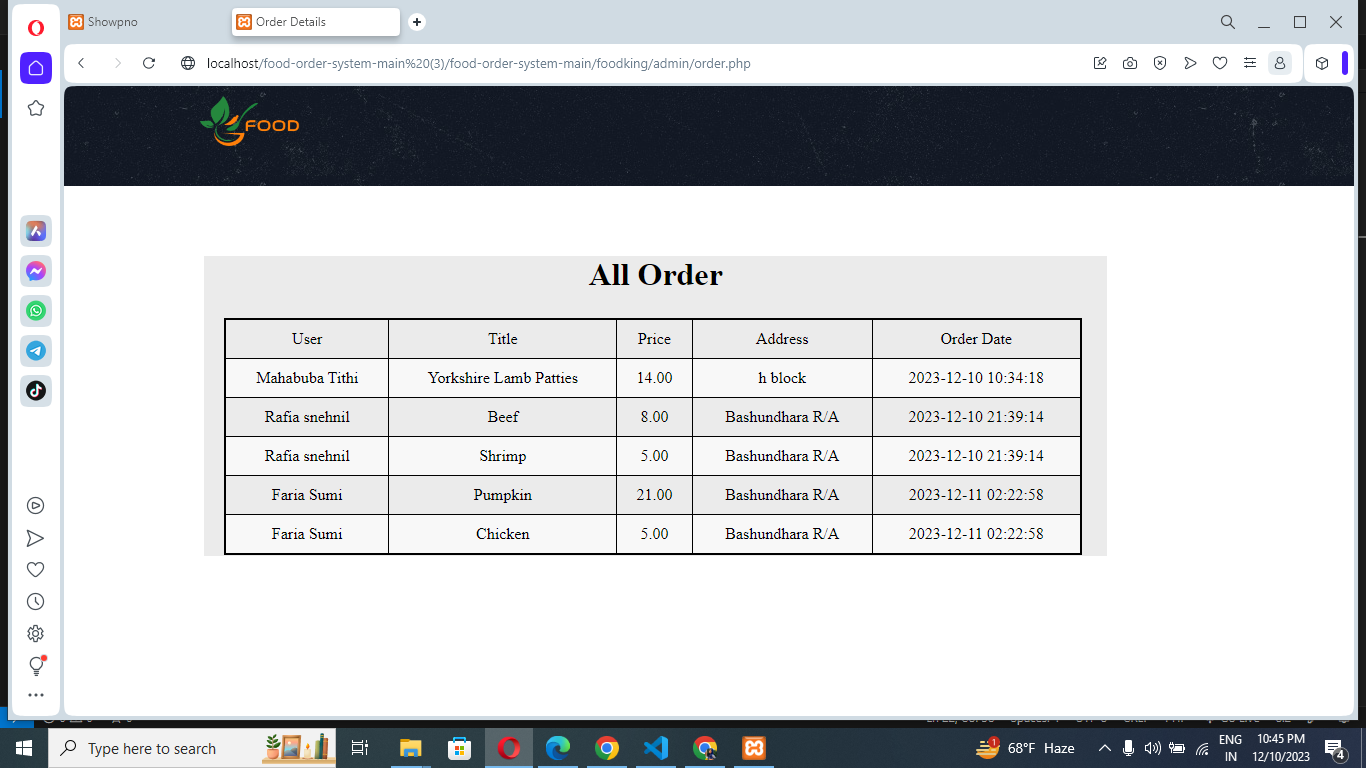 Showpno
Order Details
localhost/food-order-system-main%20(3)/food-order-system-main/foodking/admin/order.php
FOOD
All Order
User Title Price Address Order Date
Mahabuba Tithi Yorkshire Lamb Patties 14.00 h block 2023-12-10 10:34:18
Rafia snehnil Beef 8.00 Bashundhara R/A 2023-12-10 21:39:14
Rafia snehnil Shrimp 5.00 Bashundhara R/A 2023-12-10 21:39:14
Faria Sumi Pumpkin 21.00 Bashundhara R/A 2023-12-11 02:22:58
Faria Sumi Chicken 5.00 Bashundhara R/A 2023-12-11 02:22:58
Type here to search
1
68°F Haze
ENG
IN
10:45 PM
12/10/2023
4